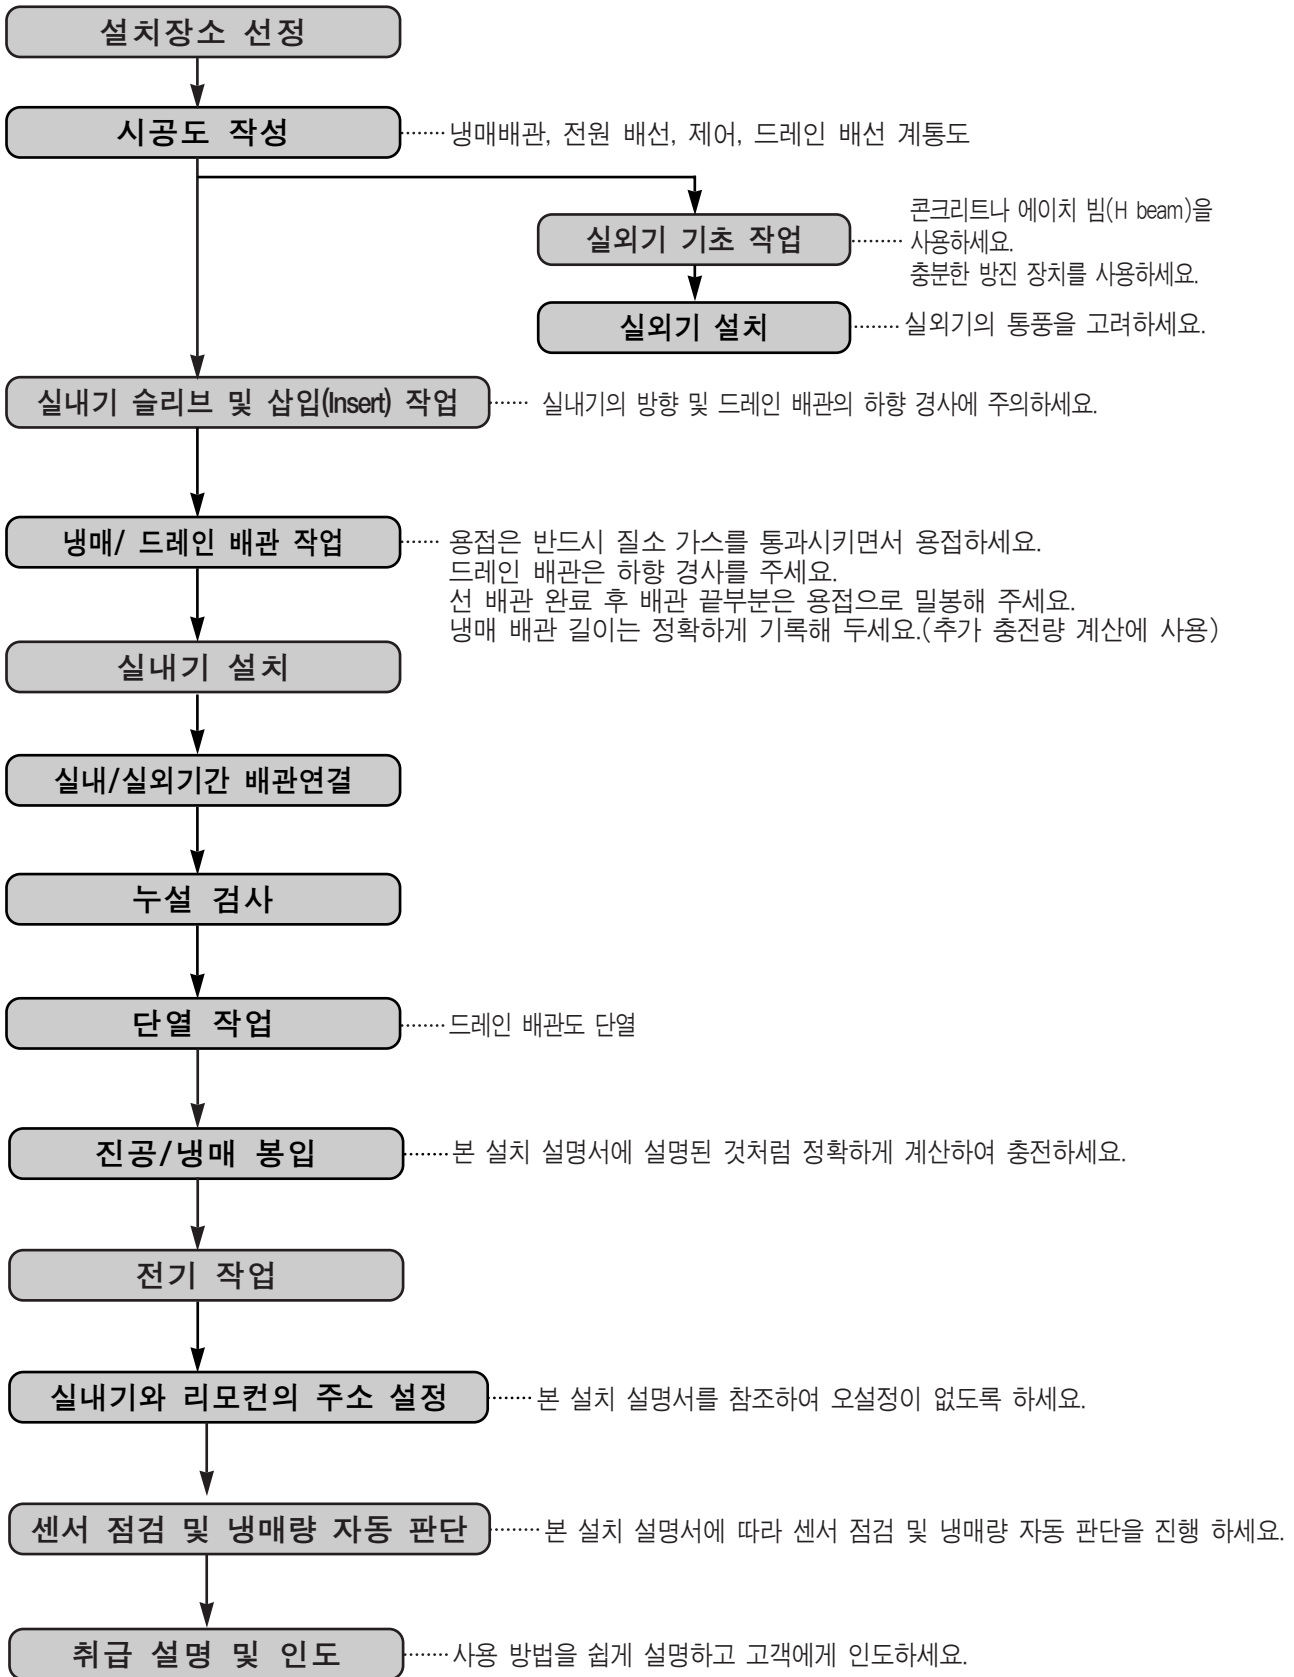 설치장소 선정
시공도 작성
냉매배관, 전원 배선, 제어, 드레인 배선 계통도
실외기 기초 작업
콘크리트나 에이치 빔(H beam)을
사용하세요.
충분한 방진 장치를 사용하세요.
실외기 설치
실외기의 통풍을 고려하세요.
실내기 슬리브 및 삽입(Insert) 작업
실내기의 방향 및 드레인 배관의 하향 경사에 주의하세요.
냉매/ 드레인 배관 작업
용접은 반드시 질소 가스를 통과시키면서 용접하세요.
드레인 배관은 하향 경사를 주세요.
선 배관 완료 후 배관 끝부분은 용접으로 밀봉해 주세요.
냉매 배관 길이는 정확하게 기록해 두세요.(추가 충전량 계산에 사용)
실내기 설치
실내/실외기간 배관연결
누설 검사
단열 작업
드레인 배관도 단열
진공/냉매 봉입
본 설치 설명서에 설명된 것처럼 정확하게 계산하여 충전하세요.
전기 작업
실내기와 리모컨의 주소 설정
본 설치 설명서를 참조하여 오설정이 없도록 하세요.
센서 점검 및 냉매량 자동 판단
본 설치 설명서에 따라 센서 점검 및 냉매량 자동 판단을 진행 하세요.
취급 설명 및 인도
사용 방법을 쉽게 설명하고 고객에게 인도하세요.